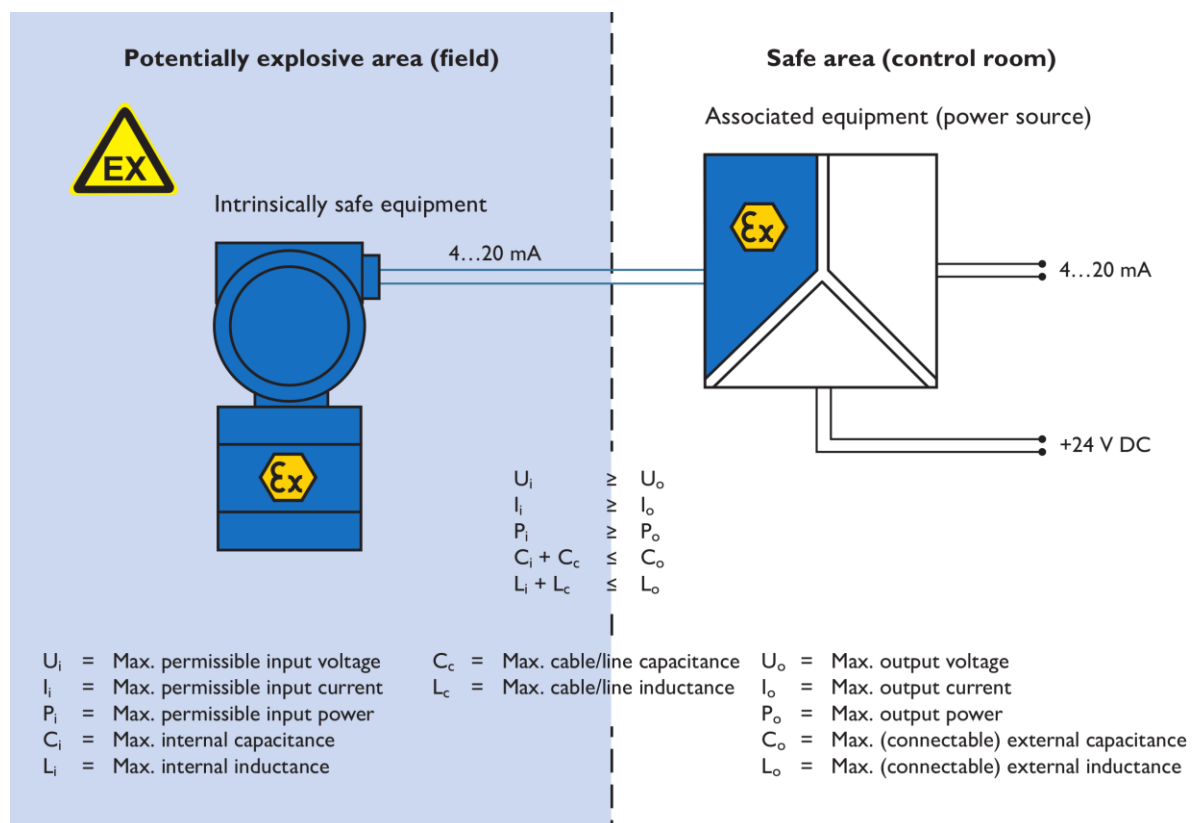 Potentially explosive area (field)
Safe area (control room)
Associated equipment (power source)
EX
Intrinsically safe equipment
4…20 mA
Ex
4…20 mA
+24 V DC
Ex
Uᵢ ≥ Uₒ
Iᵢ ≥ Iₒ
Pᵢ ≥ Pₒ
Cᵢ + C_c ≤ Cₒ
Lᵢ + L_c ≤ Lₒ
Uᵢ = Max. permissible input voltage
Iᵢ = Max. permissible input current
Pᵢ = Max. permissible input power
Cᵢ = Max. internal capacitance
Lᵢ = Max. internal inductance
C_c = Max. cable/line capacitance
L_c = Max. cable/line inductance
Uₒ = Max. output voltage
Iₒ = Max. output current
Pₒ = Max. output power
Cₒ = Max. (connectable) external capacitance
Lₒ = Max. (connectable) external inductance